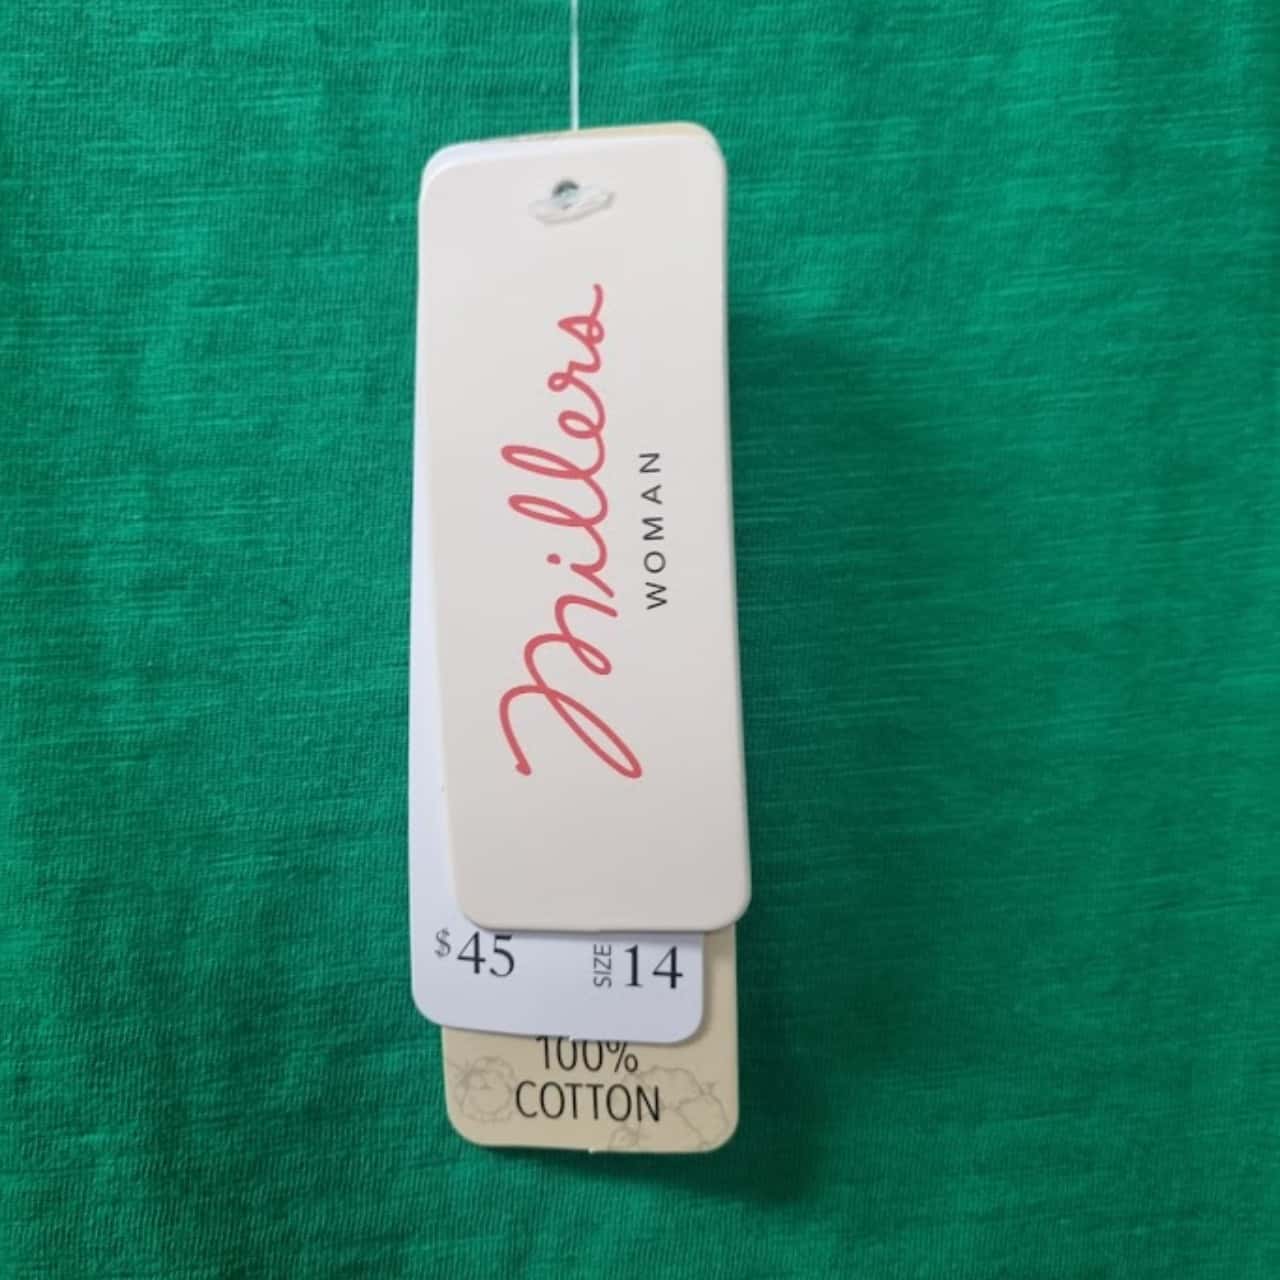 Millers
WOMAN
$45 SIZE 14
100%
COTTON